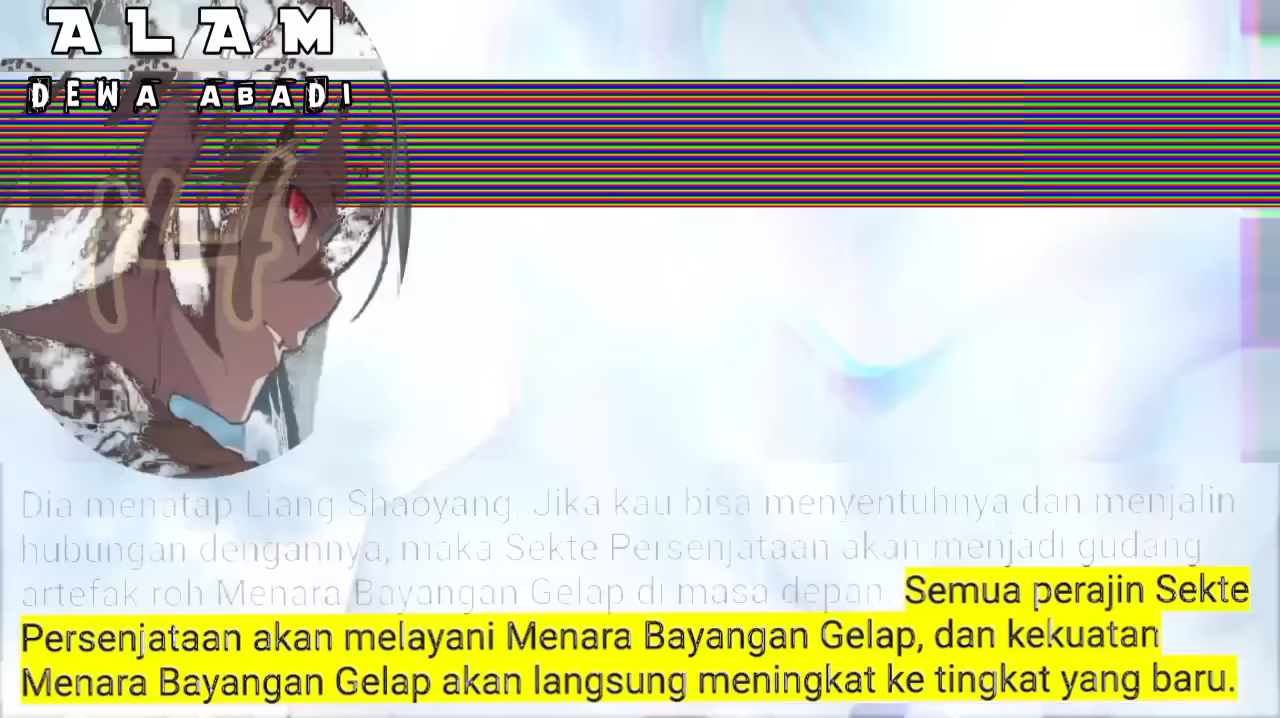 ALAM
DEWA ABADI
14
Dia menatap Liang Shaoyang. Jika kau bisa menyentuhnya dan menjalin
hubungan dengannya, maka Sekte Persenjataan akan menjadi gudang
artefak roh Menara Bayangan Gelap di masa depan. Semua perajin Sekte
Persenjataan akan melayani Menara Bayangan Gelap, dan kekuatan
Menara Bayangan Gelap akan langsung meningkat ke tingkat yang baru.